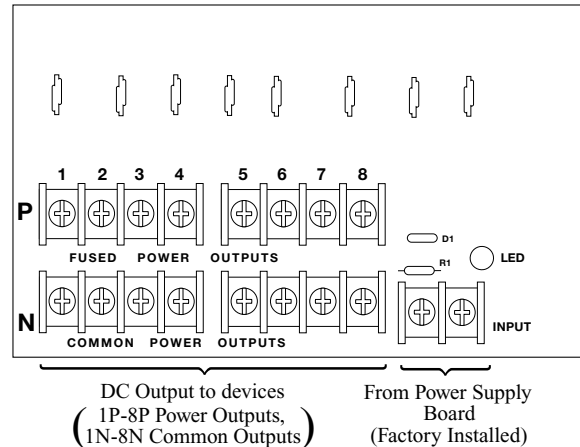 1 2 3 4 5 6 7 8
P
D1
FUSED POWER OUTPUTS
LED
R1
N
INPUT
COMMON POWER OUTPUTS
DC Output to devices
(1P-8P Power Outputs,
1N-8N Common Outputs)
From Power Supply
Board
(Factory Installed)